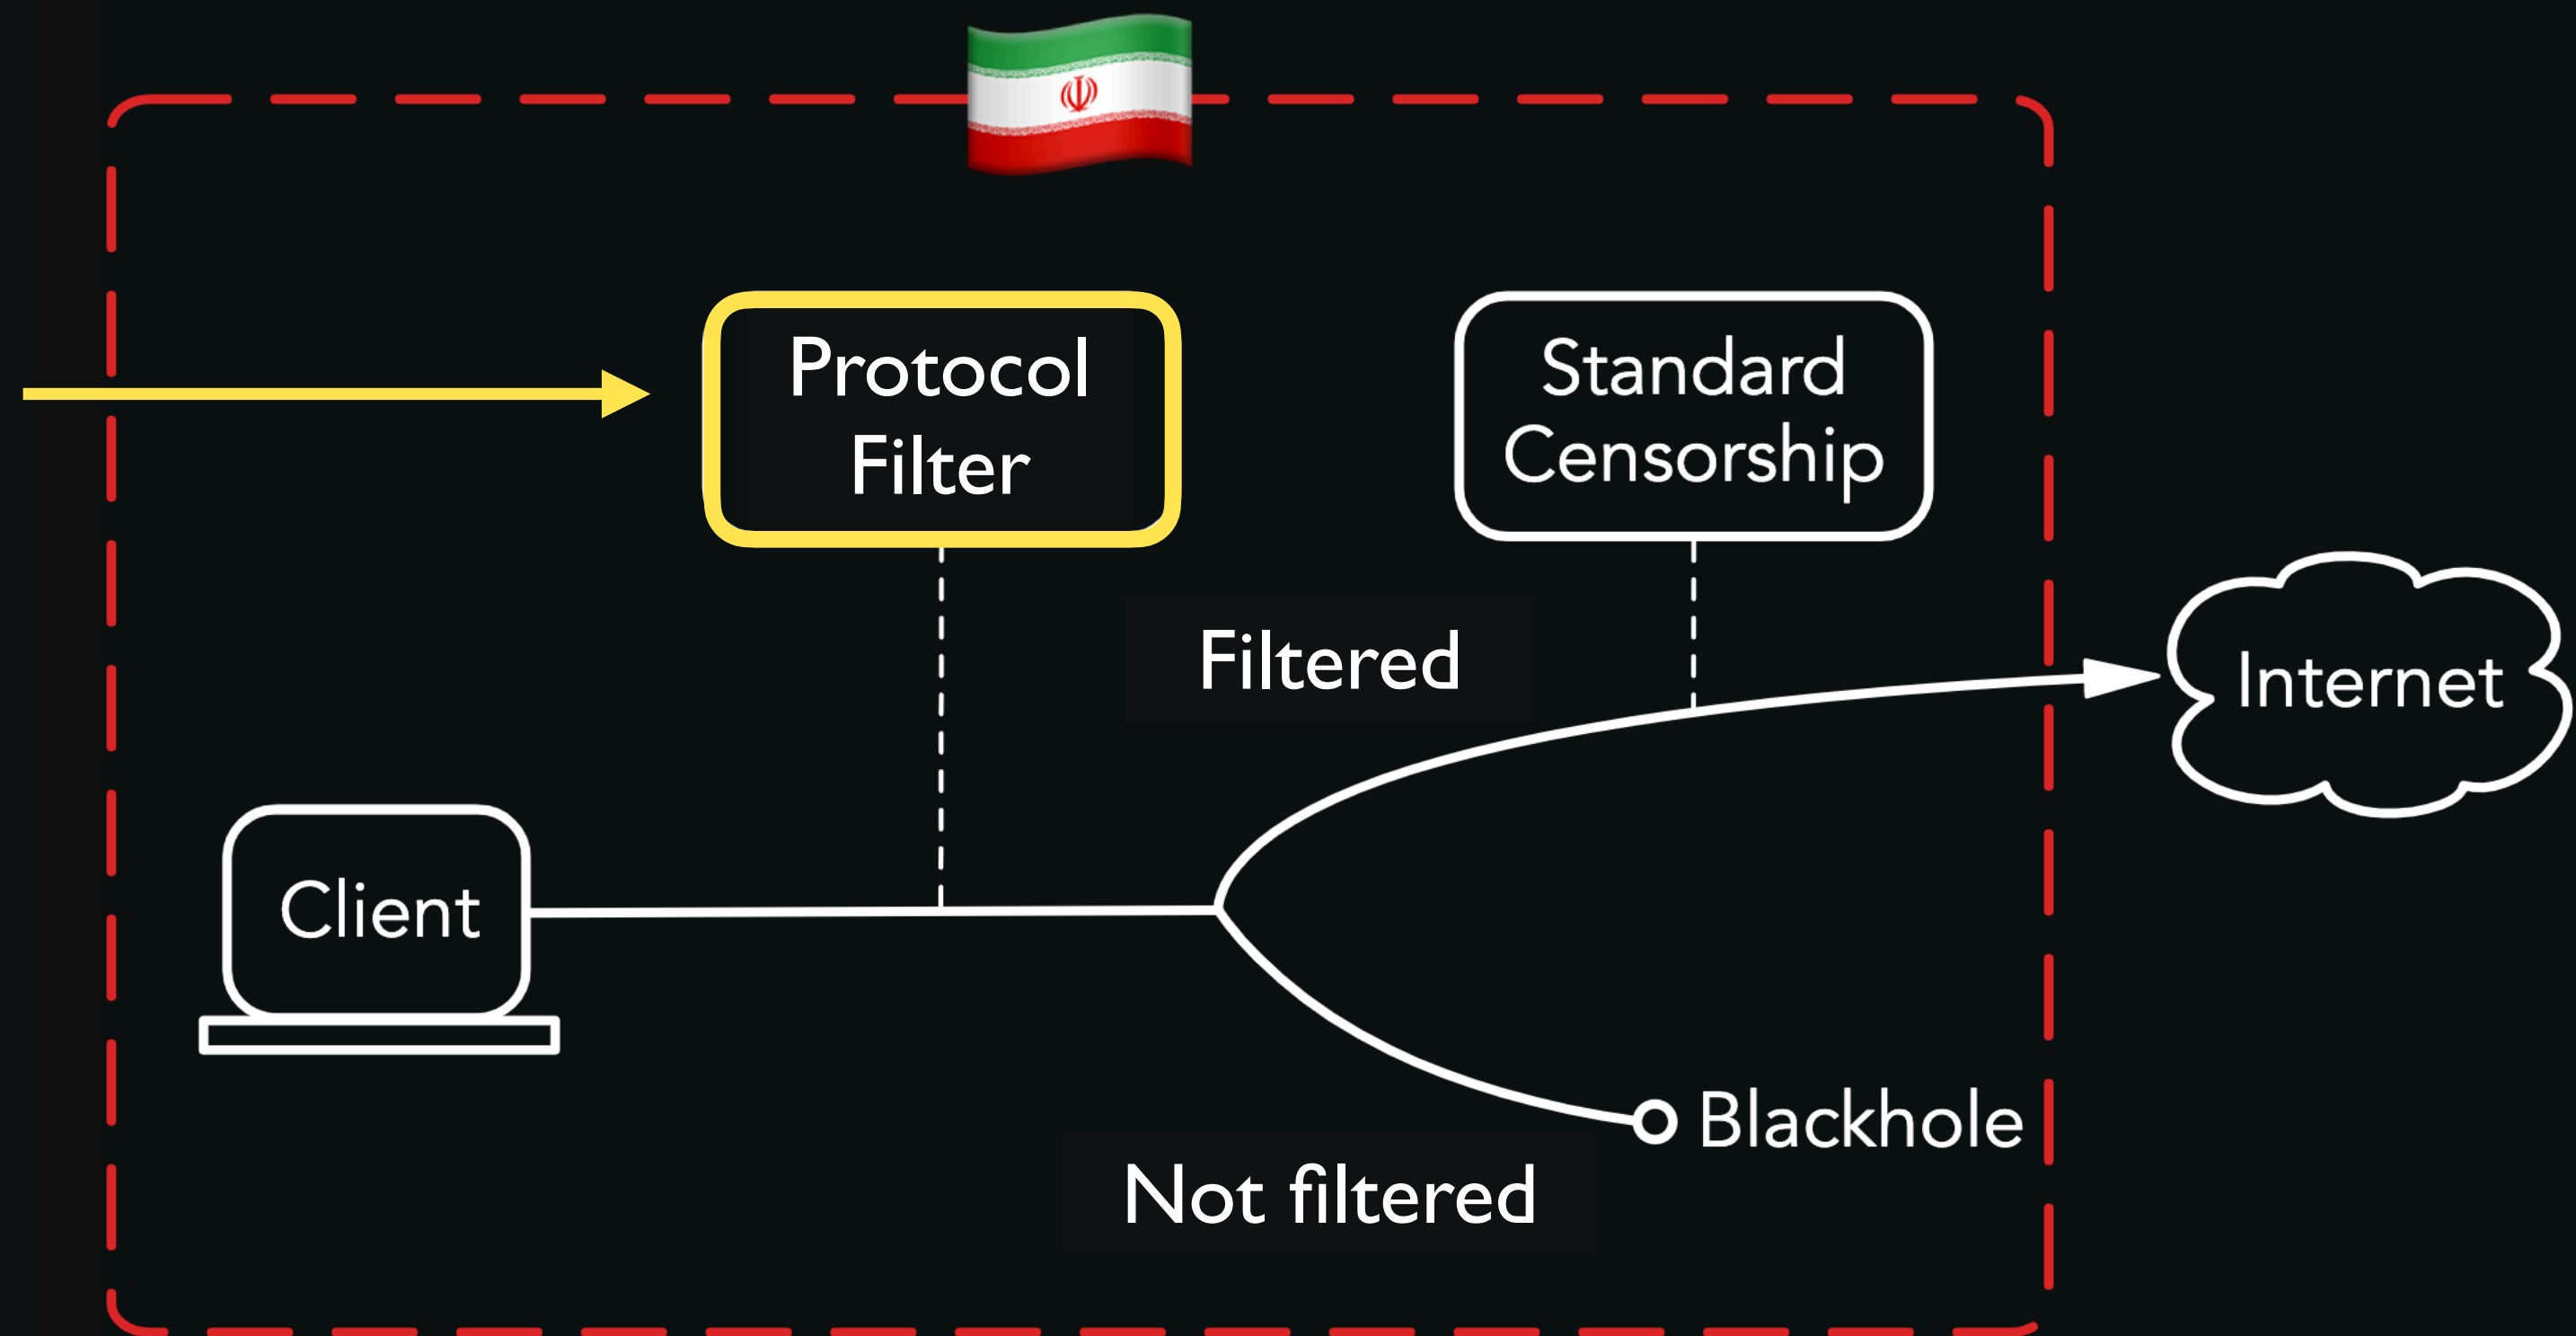 Protocol
Filter
Standard
Censorship
Filtered
Internet
Client
Blackhole
Not filtered